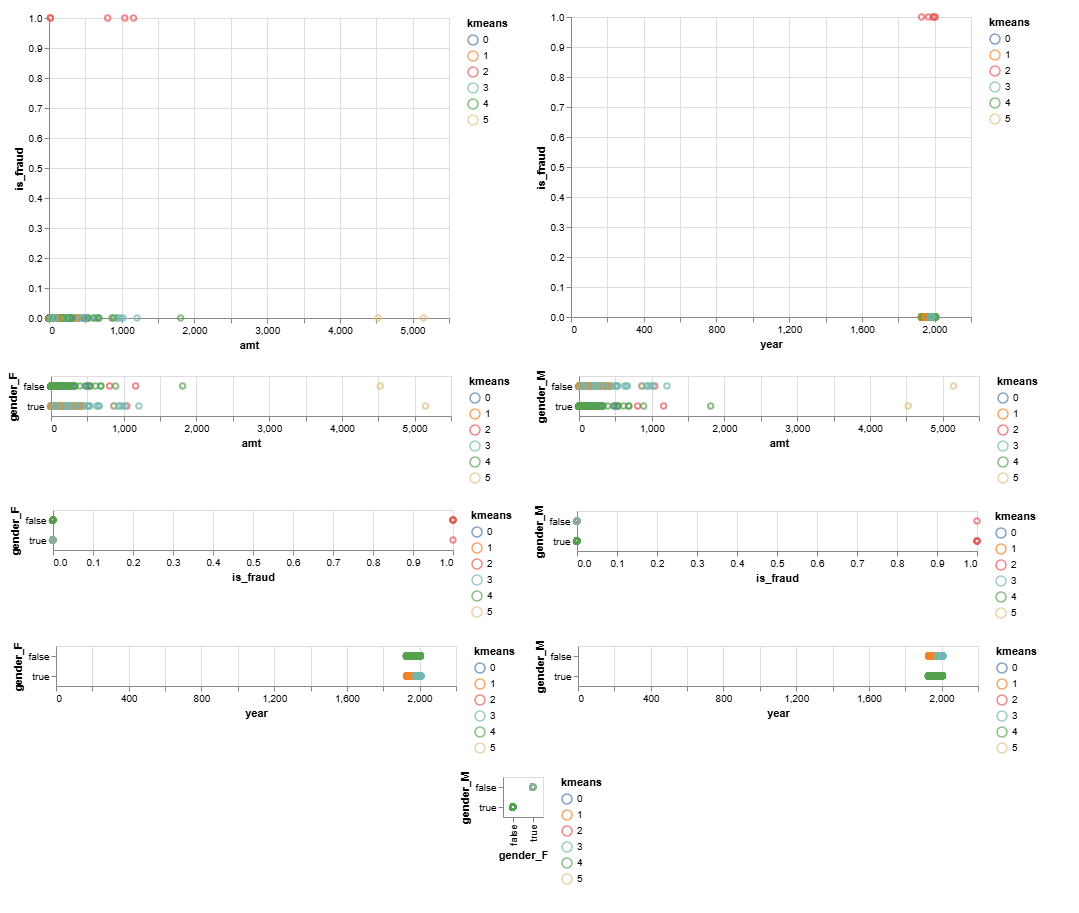 1.0
0.9
0.8
0.7
0.6
0.5
0.4
0.3
0.2
0.1
0.0
is_fraud
0 1,000 2,000 3,000 4,000 5,000
amt
kmeans
0
1
2
3
4
5
1.0
0.9
0.8
0.7
0.6
0.5
0.4
0.3
0.2
0.1
0.0
is_fraud
0 400 800 1,200 1,600 2,000
year
kmeans
0
1
2
3
4
5
gender_F
false
true
0 1,000 2,000 3,000 4,000 5,000
amt
kmeans
0
1
2
3
4
5
gender_M
false
true
0 1,000 2,000 3,000 4,000 5,000
amt
kmeans
0
1
2
3
4
5
gender_F
false
true
0.0 0.1 0.2 0.3 0.4 0.5 0.6 0.7 0.8 0.9 1.0
is_fraud
kmeans
0
1
2
3
4
5
gender_M
false
true
0.0 0.1 0.2 0.3 0.4 0.5 0.6 0.7 0.8 0.9 1.0
is_fraud
kmeans
0
1
2
3
4
5
gender_F
false
true
0 400 800 1,200 1,600 2,000
year
kmeans
0
1
2
3
4
5
gender_M
false
true
0 400 800 1,200 1,600 2,000
year
kmeans
0
1
2
3
4
5
gender_M
false
true
false
true
gender_F
kmeans
0
1
2
3
4
5